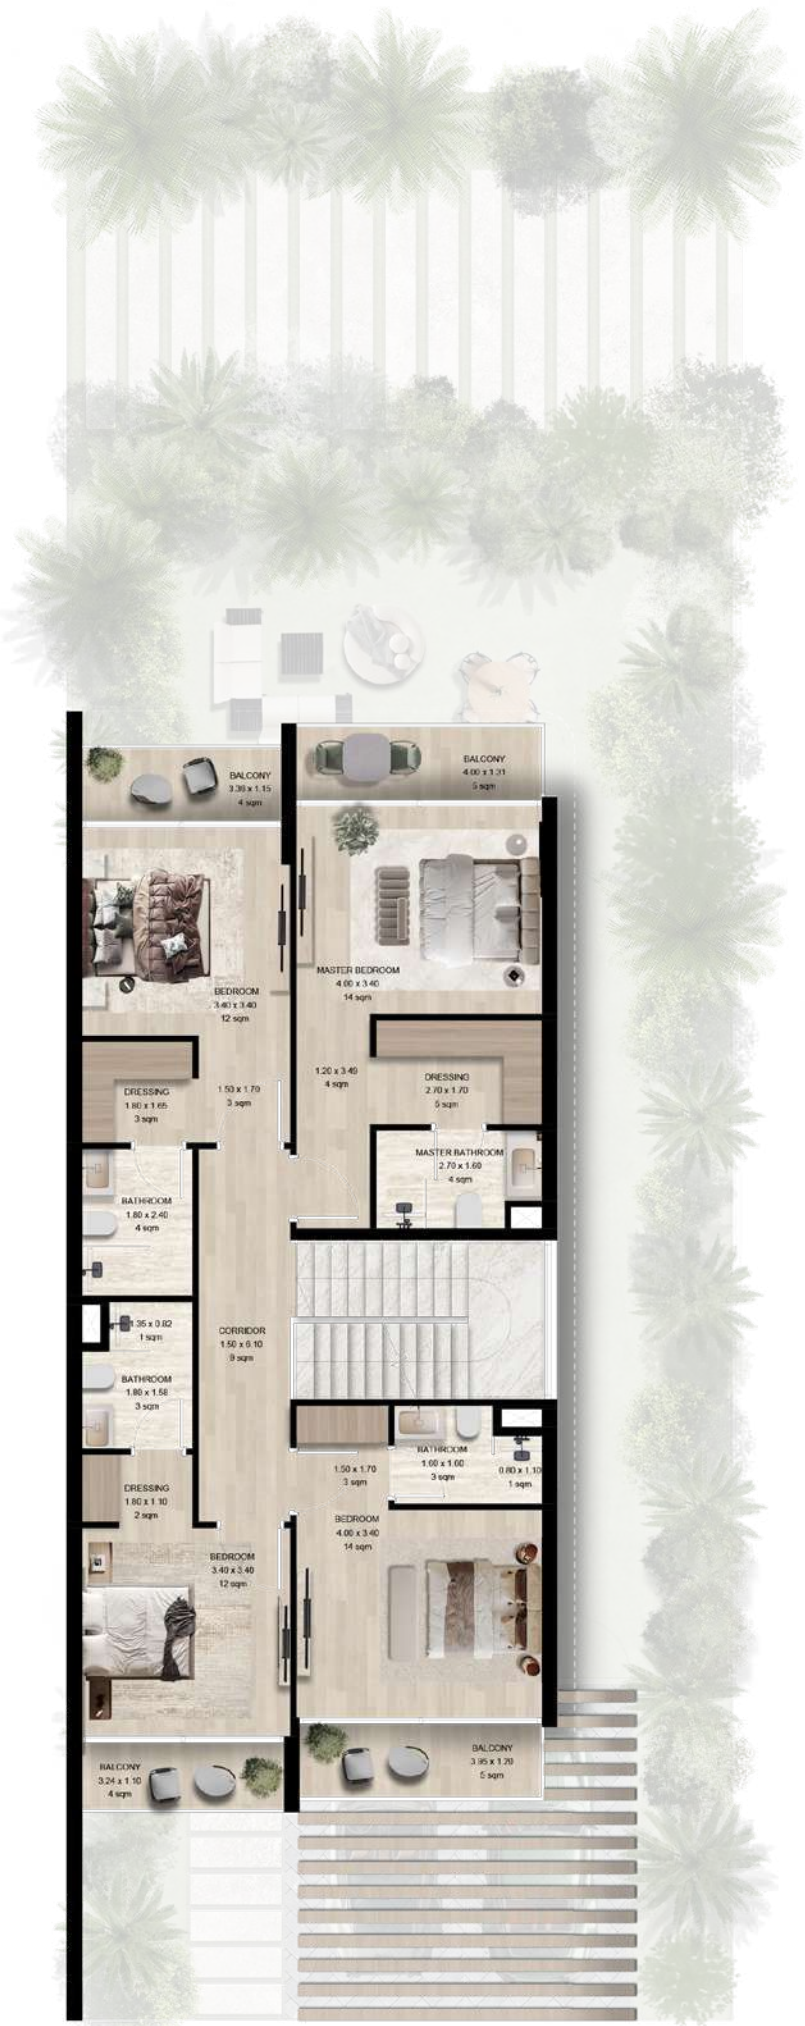 BALCONY
3.36 x 1.15
4 sqm
BALCONY
4.00 x 1.31
5 sqm
BEDROOM
3.40 x 3.40
12 sqm
MASTER BEDROOM
4.00 x 3.40
14 sqm
DRESSING
1.80 x 1.65
3 sqm
1.50 x 1.70
3 sqm
1.20 x 3.49
4 sqm
DRESSING
2.70 x 1.70
5 sqm
BATHROOM
1.80 x 2.40
4 sqm
MASTER BATHROOM
2.70 x 1.60
4 sqm
1.35 x 0.82
1 sqm
BATHROOM
1.80 x 1.58
3 sqm
CORRIDOR
1.50 x 6.10
9 sqm
DRESSING
1.80 x 1.10
2 sqm
1.50 x 1.70
3 sqm
BATHROOM
1.60 x 1.60
3 sqm
0.80 x 1.10
1 sqm
BEDROOM
3.40 x 3.40
12 sqm
BEDROOM
4.00 x 3.40
14 sqm
BALCONY
3.24 x 1.10
4 sqm
BALCONY
3.95 x 1.20
5 sqm